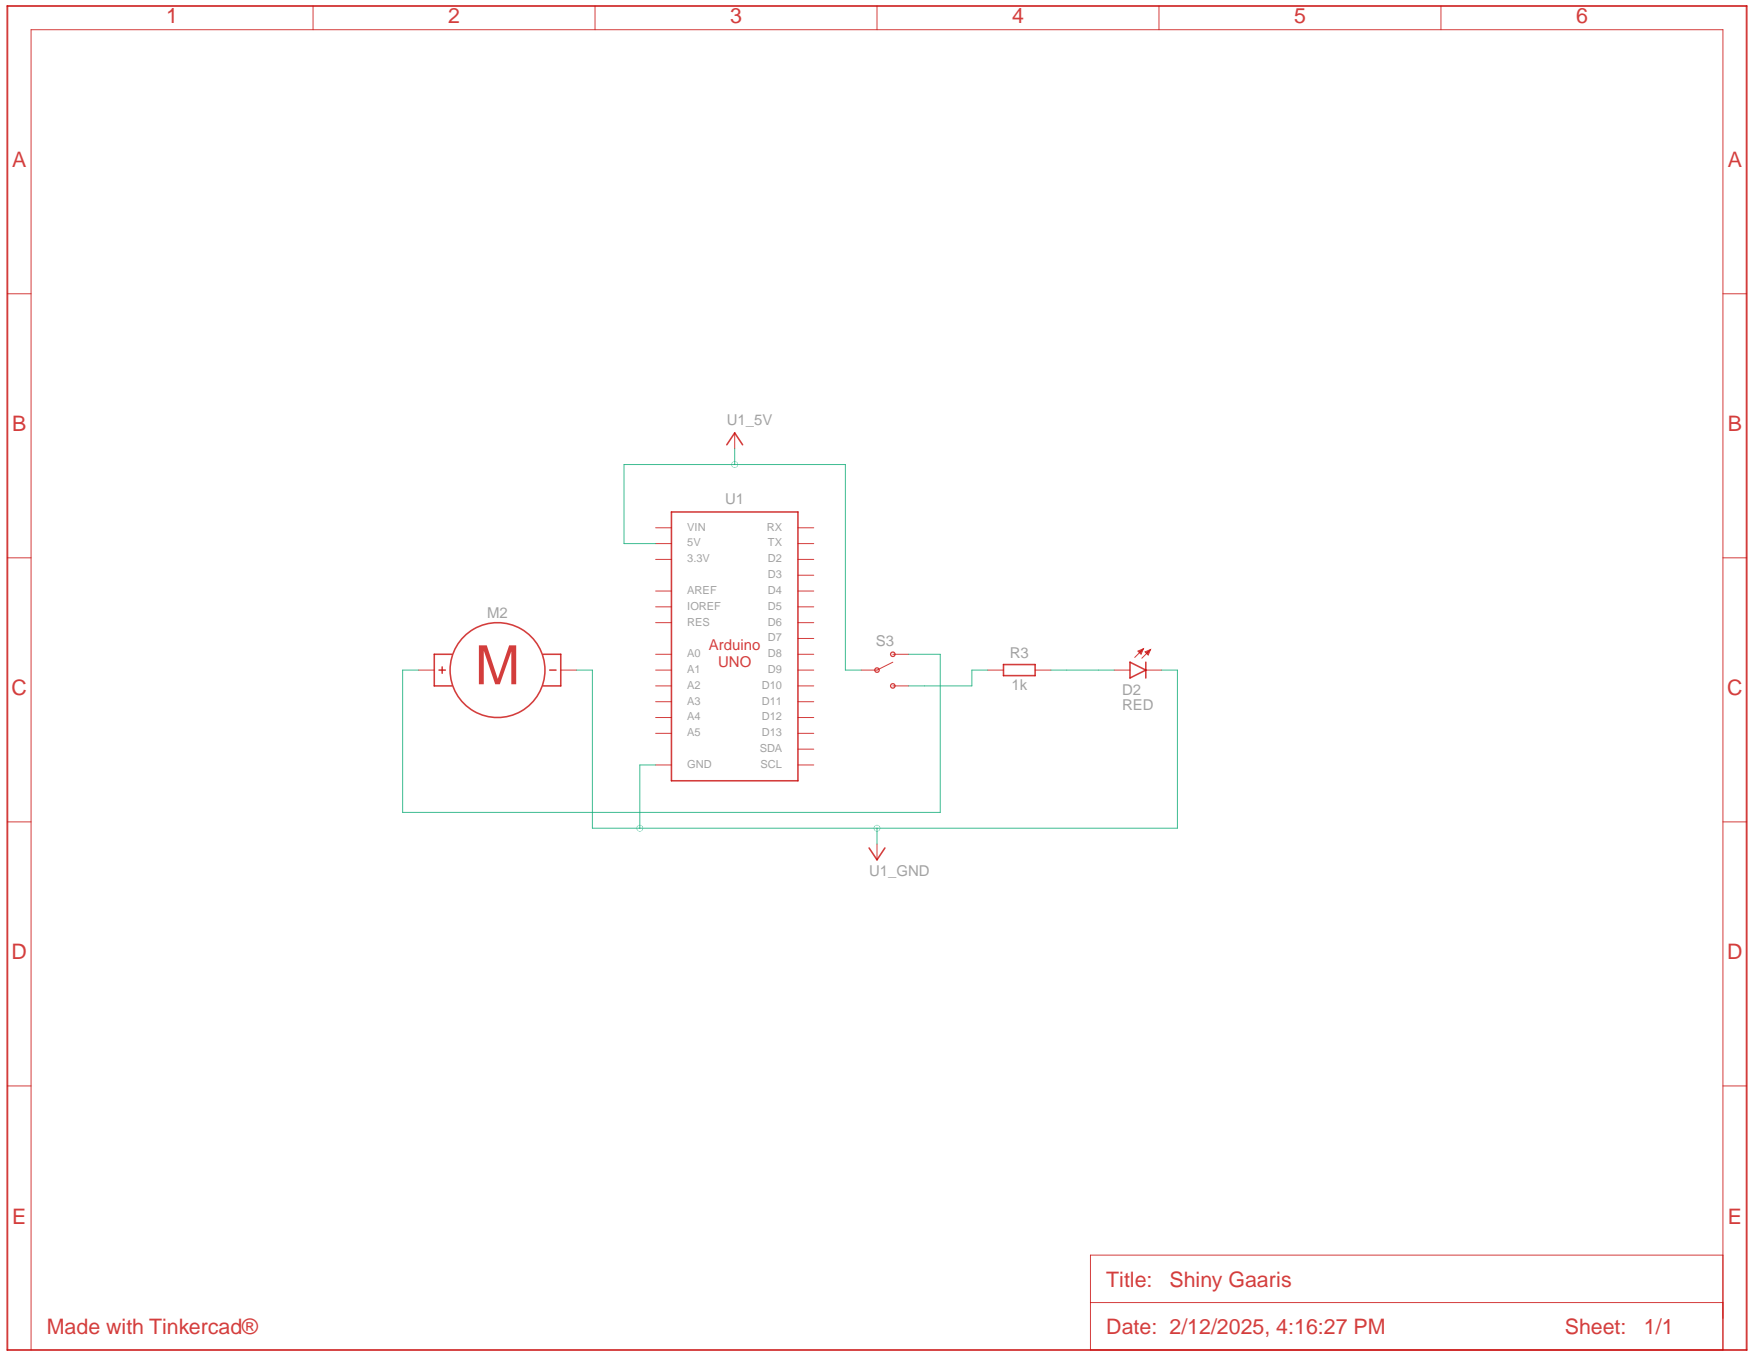 1 2 3 4 5 6
A A
B B
U1_5V
U1
VIN RX
5V TX
3.3V D2
D3
AREF D4
IOREF D5
RES D6
D7
Arduino
UNO
A0 D8
A1 D9
A2 D10
A3 D11
A4 D12
A5 D13
SDA
GND SCL
M2
M
+ -
S3
R3
1k
D2
RED
C C
U1_GND
D D
E E
Title: Shiny Gaaris
Made with Tinkercad®
Date: 2/12/2025, 4:16:27 PM Sheet: 1/1